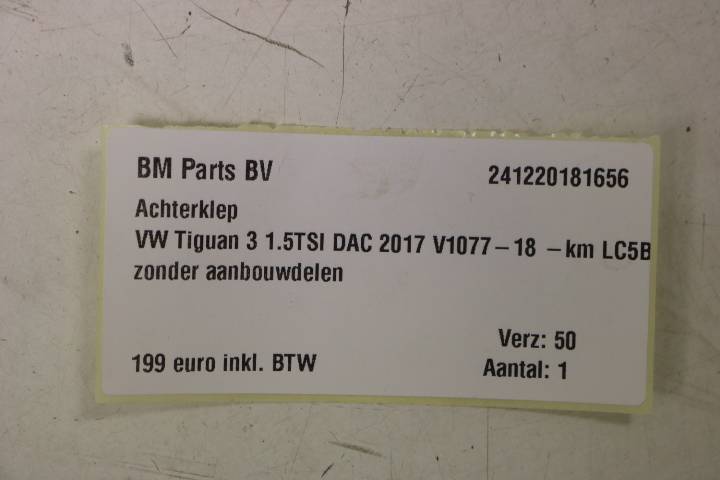 BM Parts BV 241220181656
Achterklep
VW Tiguan 3 1.5TSI DAC 2017 V1077-18 -km LC5B
zonder aanbouwdelen
Verz: 50
199 euro inkl. BTW Aantal: 1